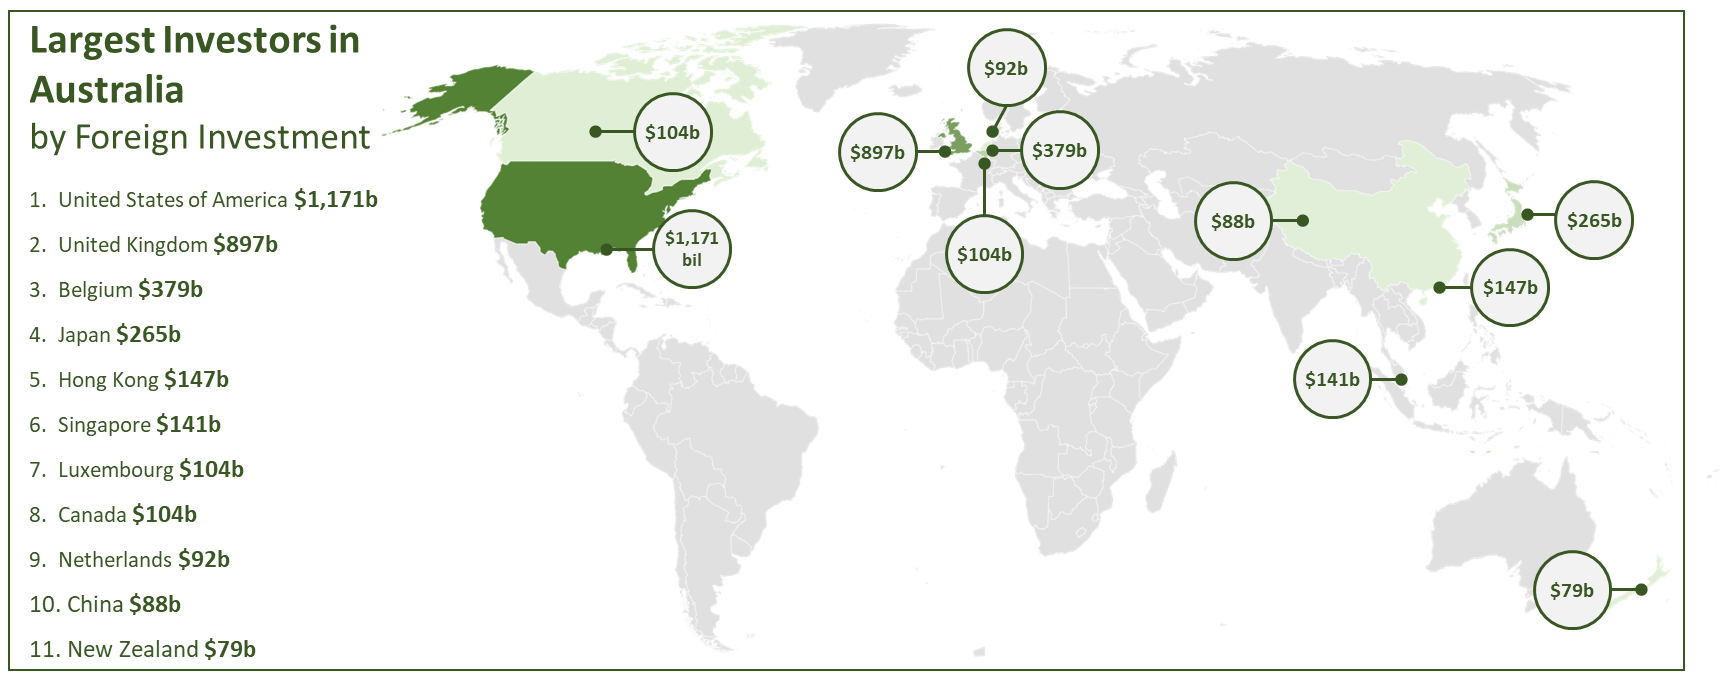 Largest Investors in
Australia
by Foreign Investment
1. United States of America $1,171b
2. United Kingdom $897b
3. Belgium $379b
4. Japan $265b
5. Hong Kong $147b
6. Singapore $141b
7. Luxembourg $104b
8. Canada $104b
9. Netherlands $92b
10. China $88b
11. New Zealand $79b
$92b
$104b
$897b
$379b
$88b
$265b
$1,171
bil
$104b
$147b
$141b
$79b